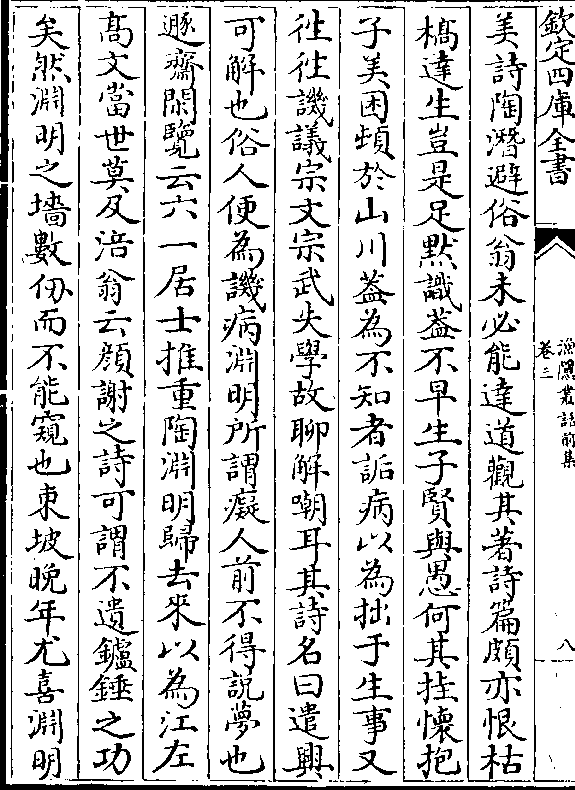 欽定四庫全書
漁隱叢話前集
卷三
八
美詩陶潛避俗翁未必能達道觀其著詩篇頗亦恨枯
槁達生豈是足黙識葢不早生子賢與愚何其挂懷抱
子美困頓於山川葢為不知者詬病以為拙于生事又
往往譏議宗文宗武失學故聊解嘲耳其詩名曰遣興
可解也俗人便為譏病淵明所謂癡人前不得說夢也
遯齋閑覽云六一居士推重陶淵明歸去來以為江左
髙文當世莫及涪翁云顔謝之詩可謂不遺鑪錘之功
矣然淵明之墻數仞而不能窺也東坡晚年尤喜淵明